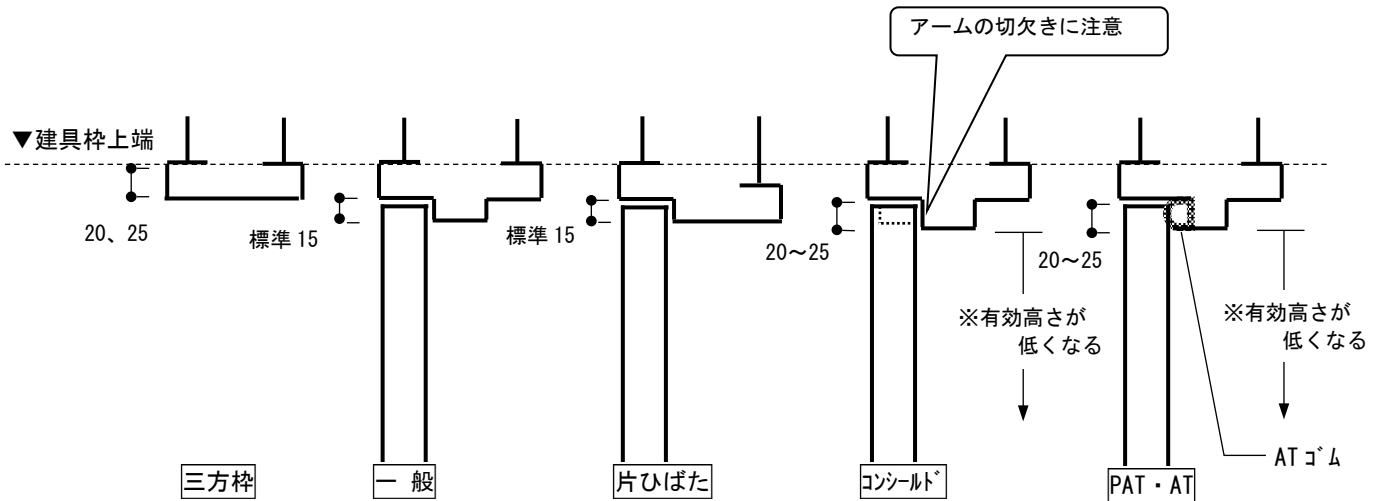 アームの切欠きに注意
▼建具枠上端
20、25
標準 15
標準 15
20～25
20～25
※有効高さが
低くなる
※有効高さが
低くなる
AT ｺﾞﾑ
三方枠
一 般
片ひばた
ｺﾝｼｰﾙﾄﾞ
PAT・AT